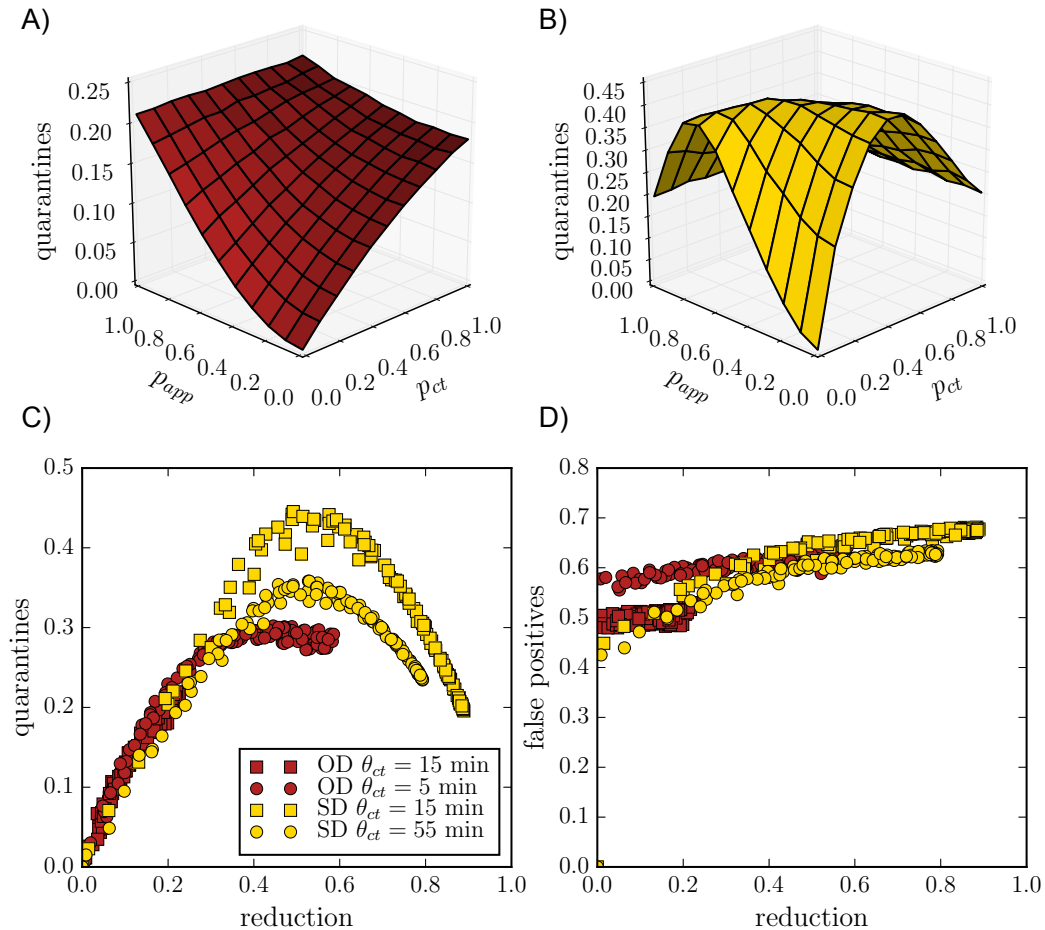 A)
B)
0.25
0.20
0.15
0.10
0.05
0.00
quarantines
1.0
0.8
0.6
0.4
0.2
0.0
p_app
0.0
0.2
0.4
0.6
0.8
1.0
p_ct
0.45
0.40
0.35
0.30
0.25
0.20
0.15
0.10
0.05
0.00
quarantines
1.0
0.8
0.6
0.4
0.2
0.0
p_app
0.0
0.2
0.4
0.6
0.8
1.0
p_ct
C)
0.5
0.4
0.3
0.2
0.1
0.0
quarantines
OD θ_ct = 15 min
OD θ_ct = 5 min
SD θ_ct = 15 min
SD θ_ct = 55 min
0.0 0.2 0.4 0.6 0.8 1.0
reduction
D)
0.8
0.7
0.6
0.5
0.4
0.3
0.2
0.1
0.0
false positives
0.0 0.2 0.4 0.6 0.8 1.0
reduction